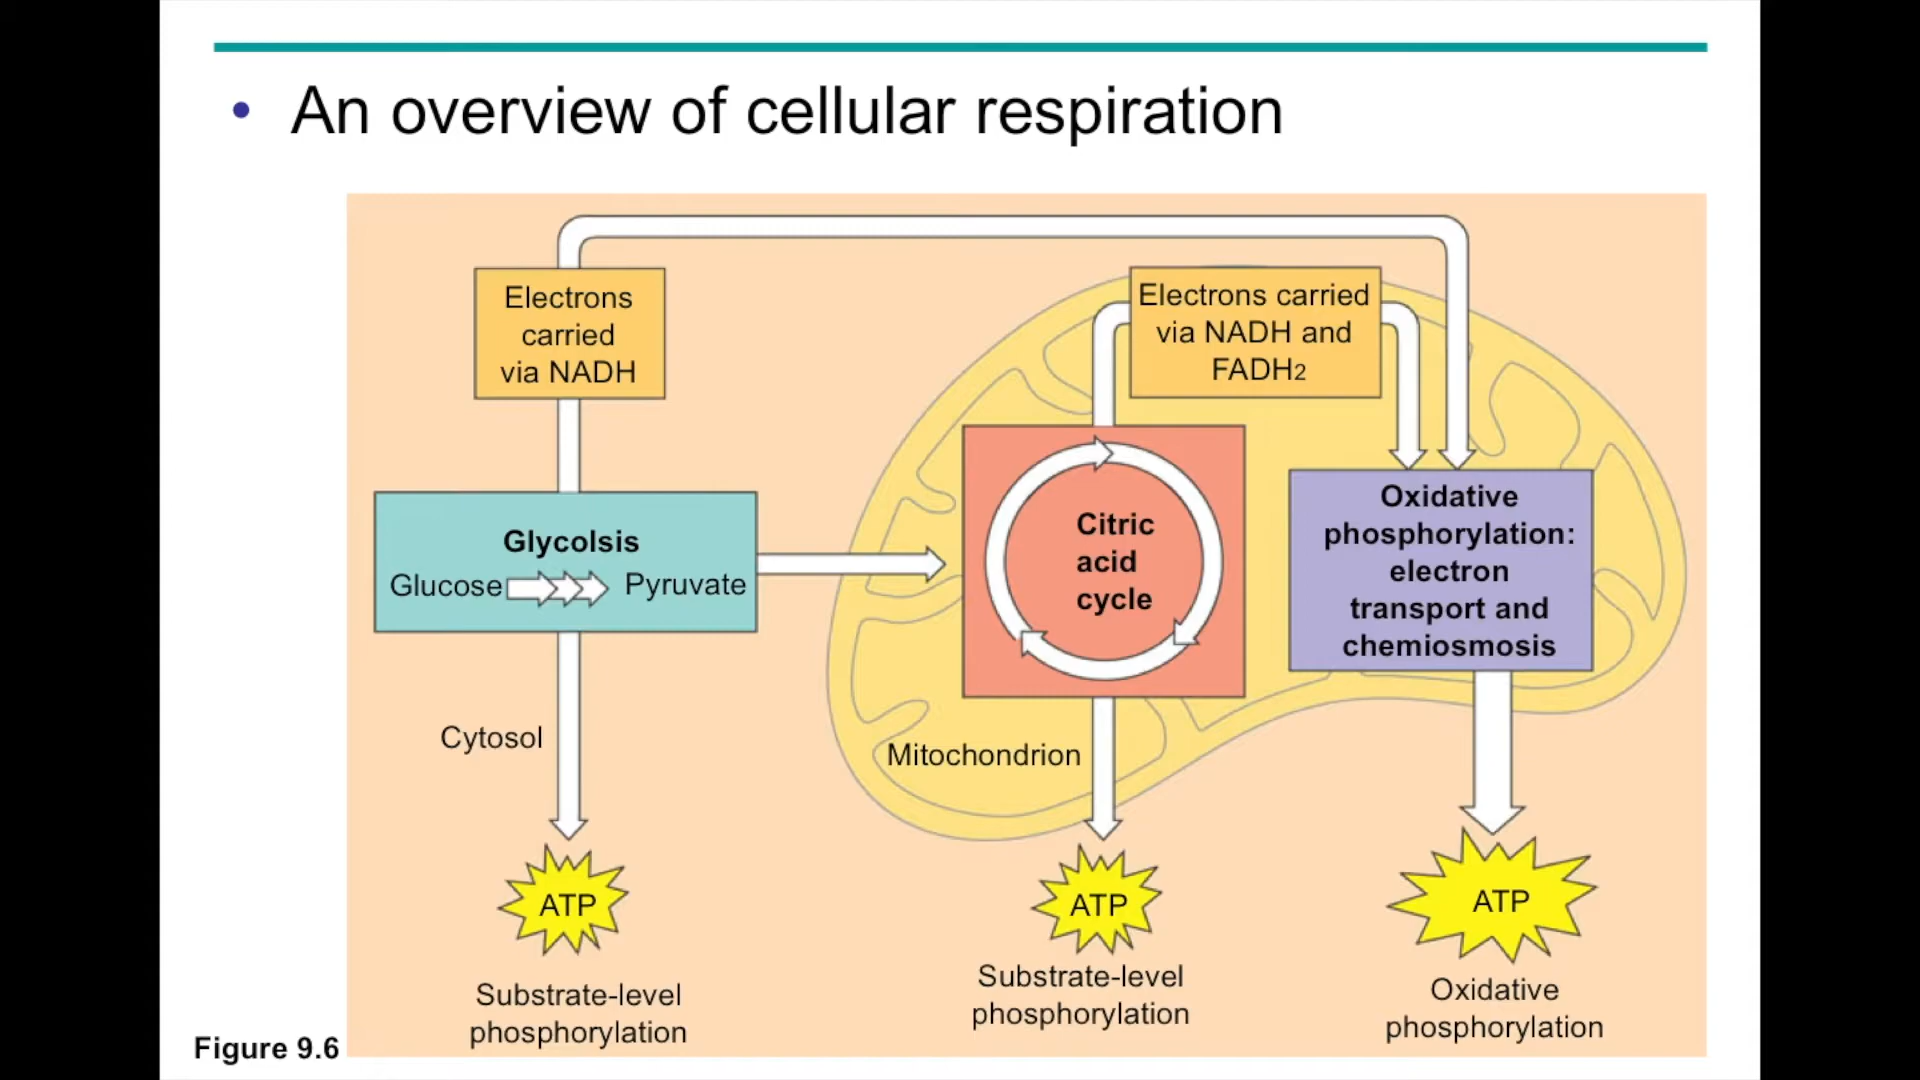 • An overview of cellular respiration
Electrons
carried
via NADH
Electrons carried
via NADH and
FADH2
Glycolsis
Glucose
Pyruvate
Citric
acid
cycle
Oxidative
phosphorylation:
electron
transport and
chemiosmosis
Cytosol
Mitochondrion
ATP
ATP
ATP
Substrate-level
phosphorylation
Substrate-level
phosphorylation
Oxidative
phosphorylation
Figure 9.6